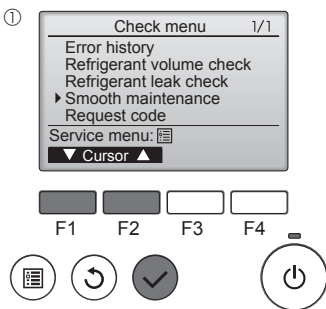 ①
Check menu 1/1
Error history
Refrigerant volume check
Refrigerant leak check
Smooth maintenance
Request code
Service menu:
▼ Cursor ▲
F1 F2 F3 F4